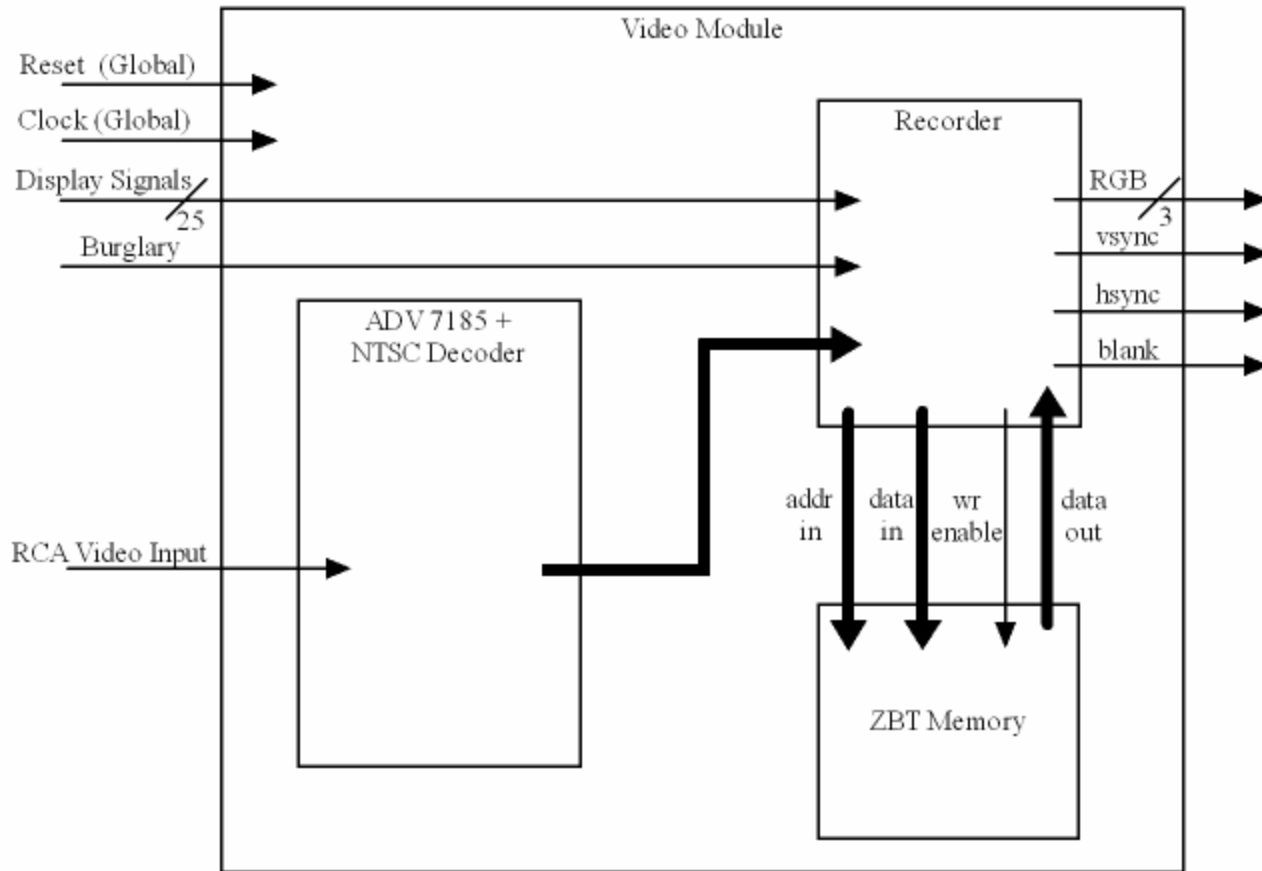 Video Module
Reset (Global)
Clock (Global)
Display Signals
25
Burglary
Recorder
RGB
3
vsync
hsync
blank
ADV 7185 +
NTSC Decoder
addr
in
data
in
wr
enable
data
out
RCA Video Input
ZBT Memory